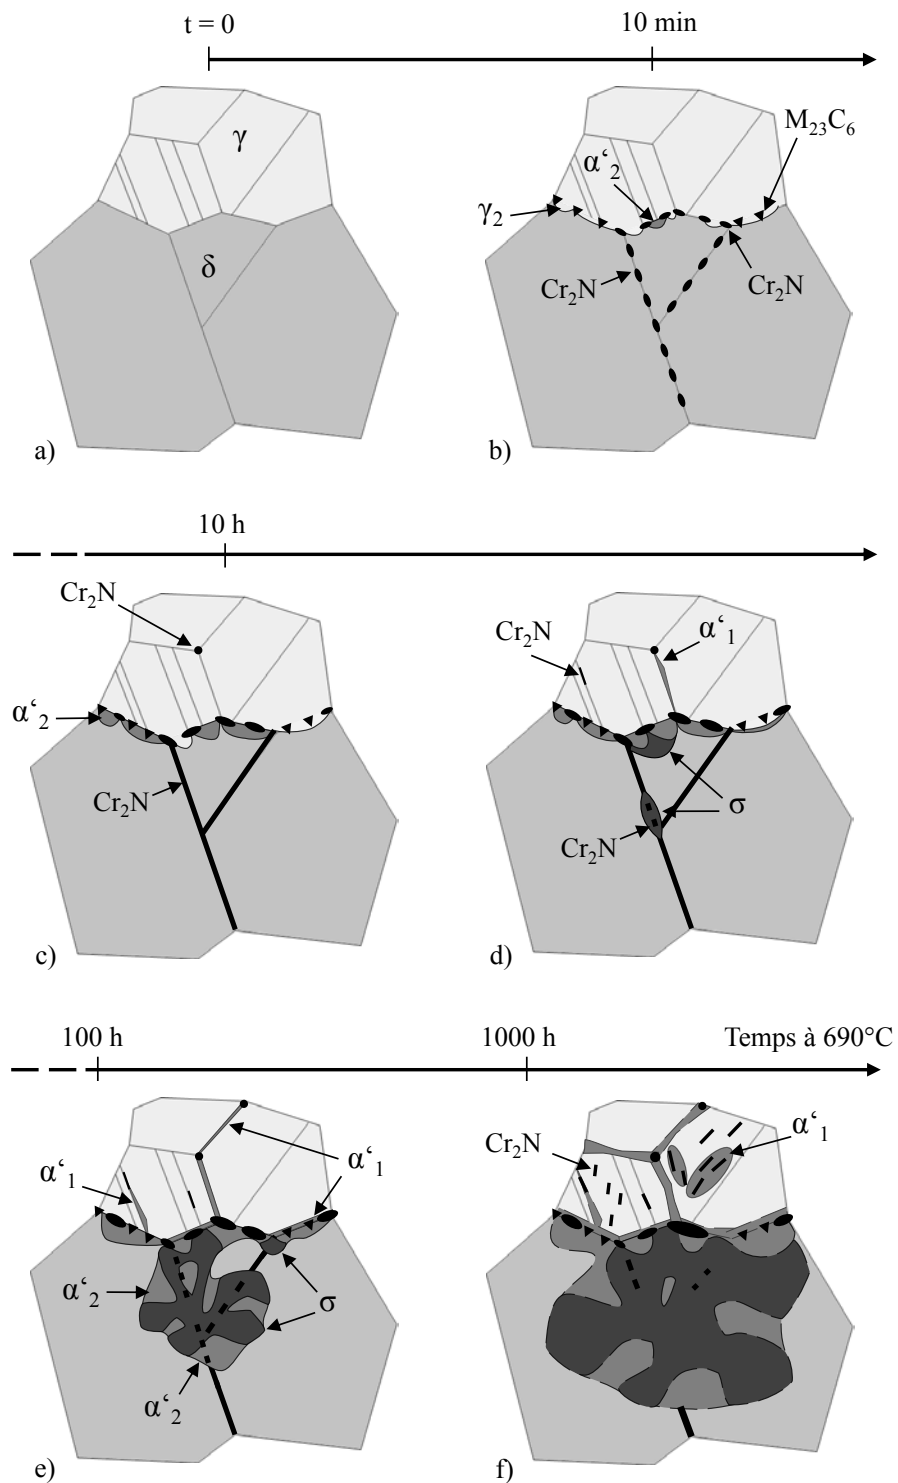 t = 0
10 min
γ
δ
a)
M₂₃C₆
α‘₂
γ₂
Cr₂N
Cr₂N
b)
10 h
Cr₂N
α‘₂
Cr₂N
c)
Cr₂N
α‘₁
σ
Cr₂N
d)
100 h
1000 h
Temps à 690°C
α‘₁
α‘₁
α‘₂
σ
α‘₂
e)
Cr₂N
α‘₁
f)